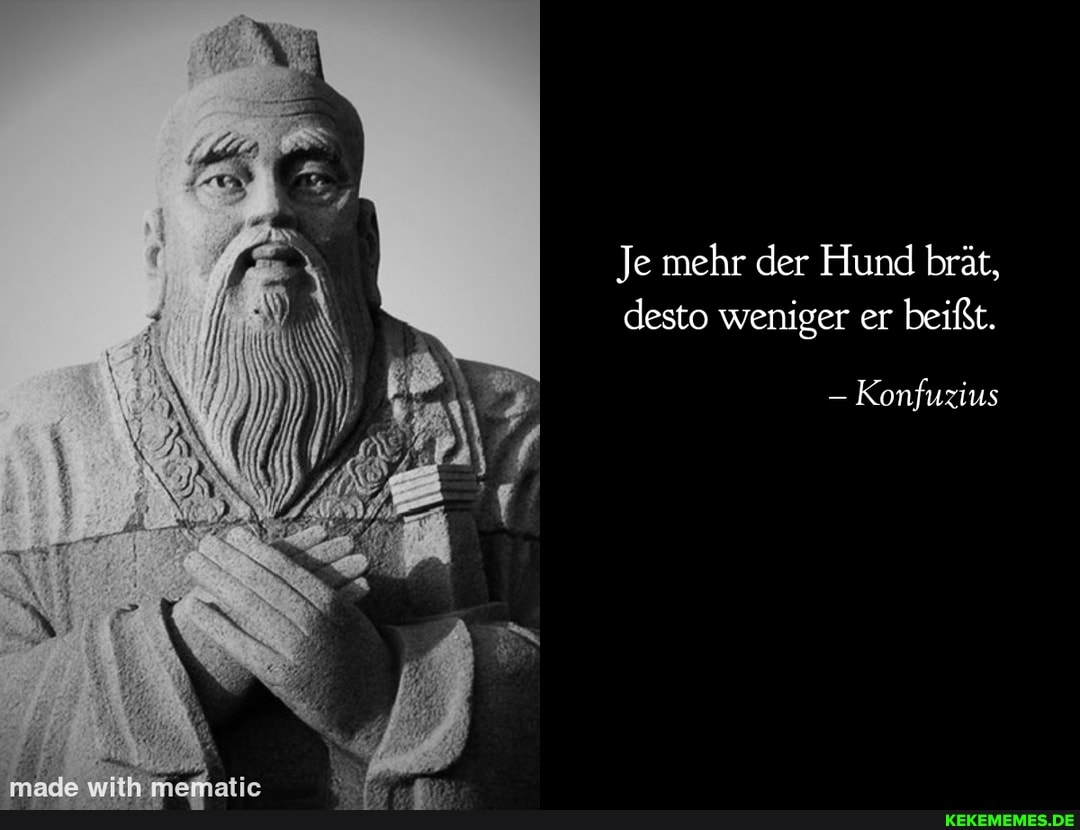 Je mehr der Hund brät,
desto weniger er beißt.
– Konfuzius
made with mematic
KEKEMEMES.DE